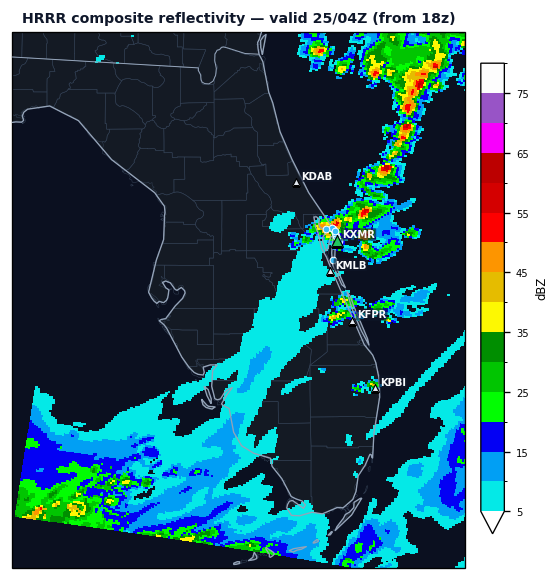 HRRR composite reflectivity — valid 25/04Z (from 18z)
KDAB
KXMR
KMLB
KFPR
KPBI
75
65
55
45
35
25
15
5
dBZ